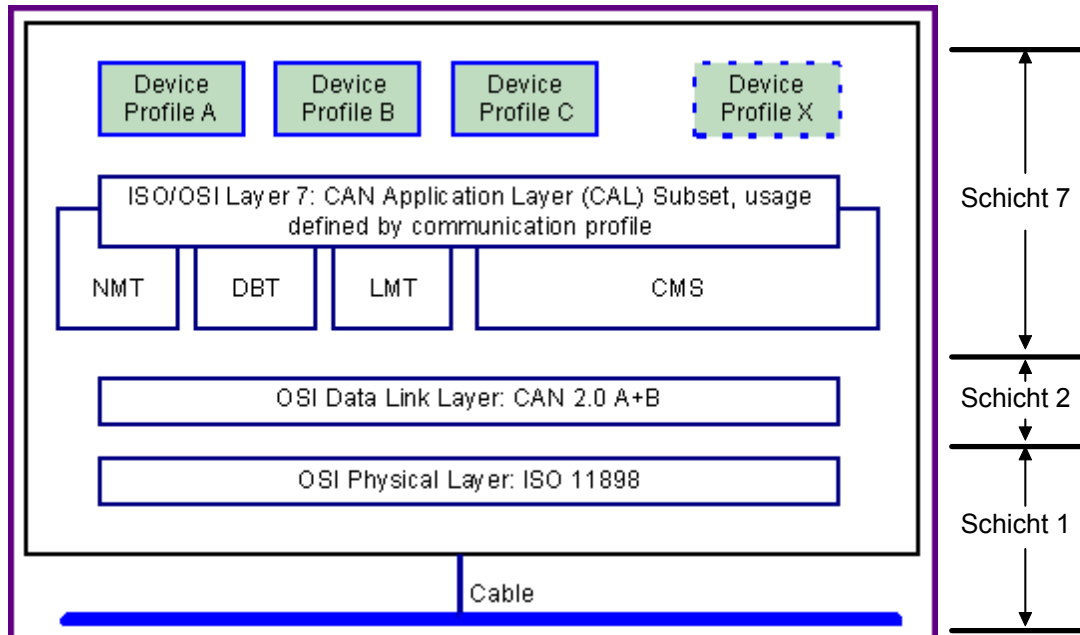 Device
Profile A
Device
Profile B
Device
Profile C
Device
Profile X
ISO/OSI Layer 7: CAN Application Layer (CAL) Subset, usage
defined by communication profile
NMT
DBT
LMT
CMS
OSI Data Link Layer: CAN 2.0 A+B
OSI Physical Layer: ISO 11898
Cable
Schicht 7
Schicht 2
Schicht 1